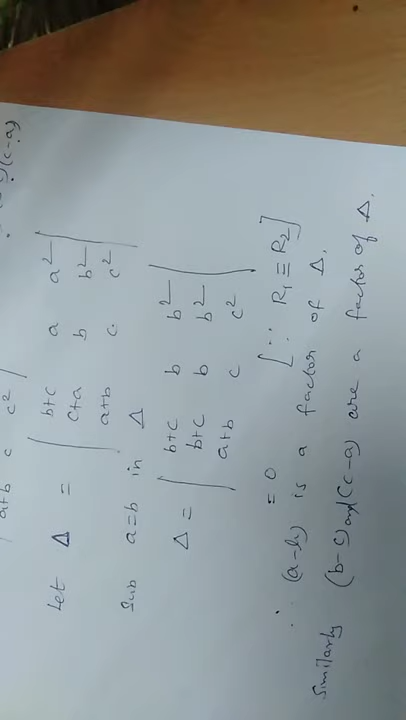 (c-a)
a+b c c² |
Let Δ = | b+c a a² |
| c+a b b² |
| a+b c c² |
Sub a=b in Δ
Δ = | b+c b b² |
| b+c b b² |
| a+b c c² |
= 0 [∵ R₁ ≡ R₂]
∴ (a-b) is a factor of Δ.
Similarly (b-c) and (c-a) are a factor of Δ.